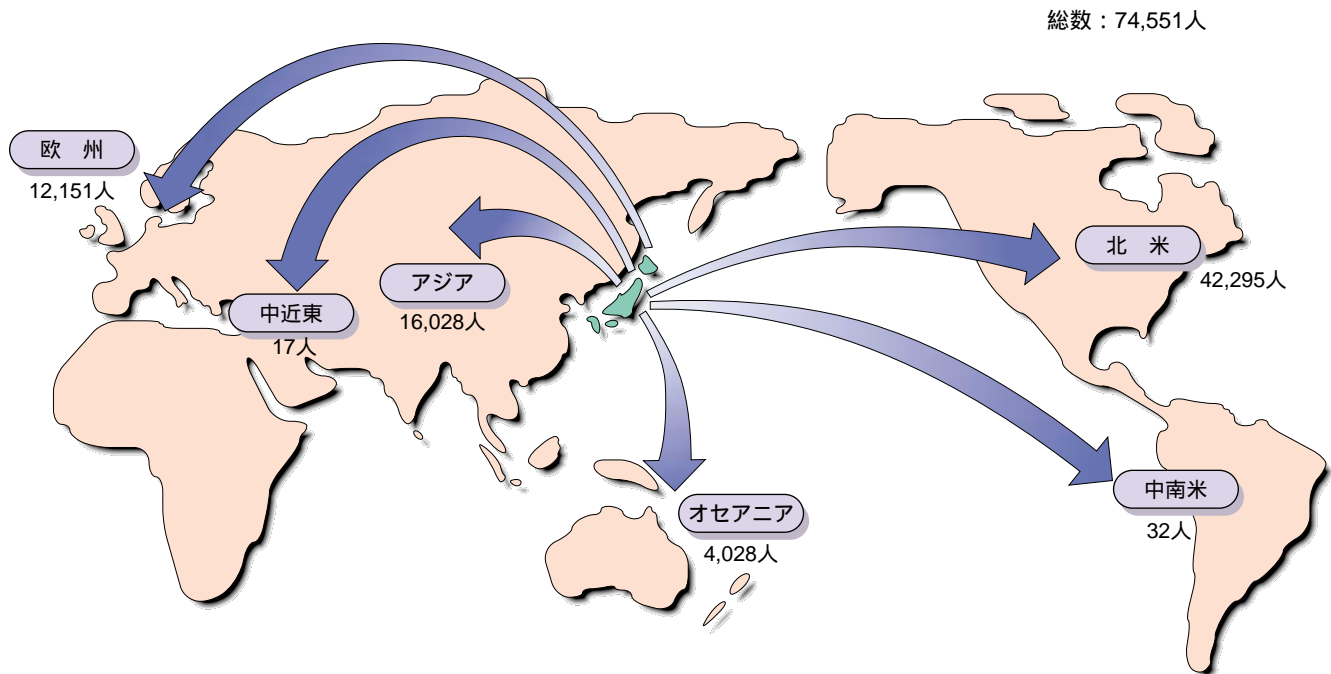 総数：74,551人
欧　州
12,151人
中近東
17人
アジア
16,028人
オセアニア
4,028人
北　米
42,295人
中南米
32人